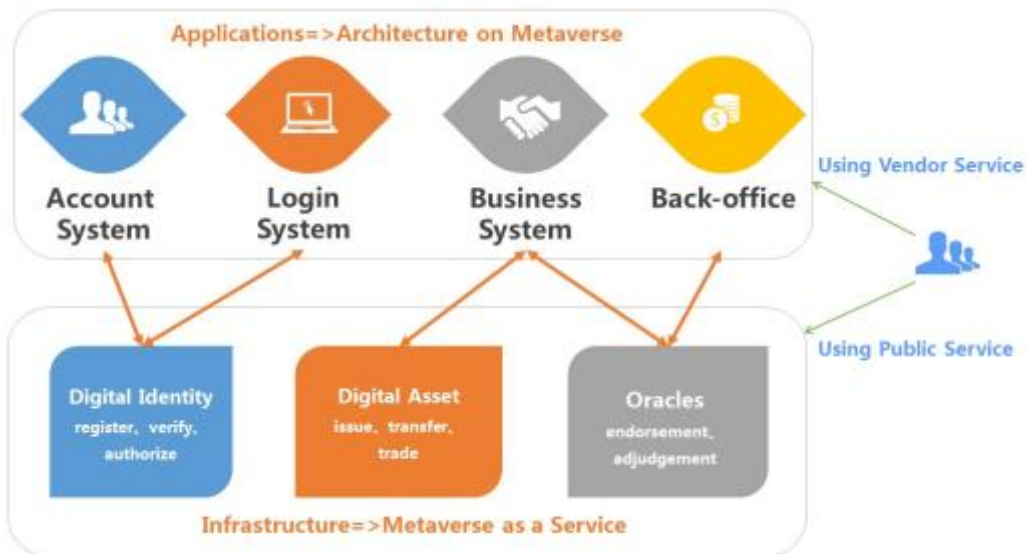 Applications=>Architecture on Metaverse
Account
System
Login
System
Business
System
Back-office
Using Vendor Service
Using Public Service
Digital Identity
register、verify、
authorize
Digital Asset
issue、transfer、
trade
Oracles
endorsement、
adjudgement
Infrastructure=>Metaverse as a Service